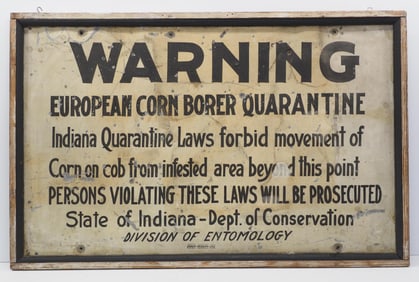 WARNING
EUROPEAN CORN BORER QUARANTINE
Indiana Quarantine Laws forbid movement of
Corn on cob from infested area beyond this point
PERSONS VIOLATING THESE LAWS WILL BE PROSECUTED
State of Indiana-Dept. of Conservation
DIVISION OF ENTOMOLOGY